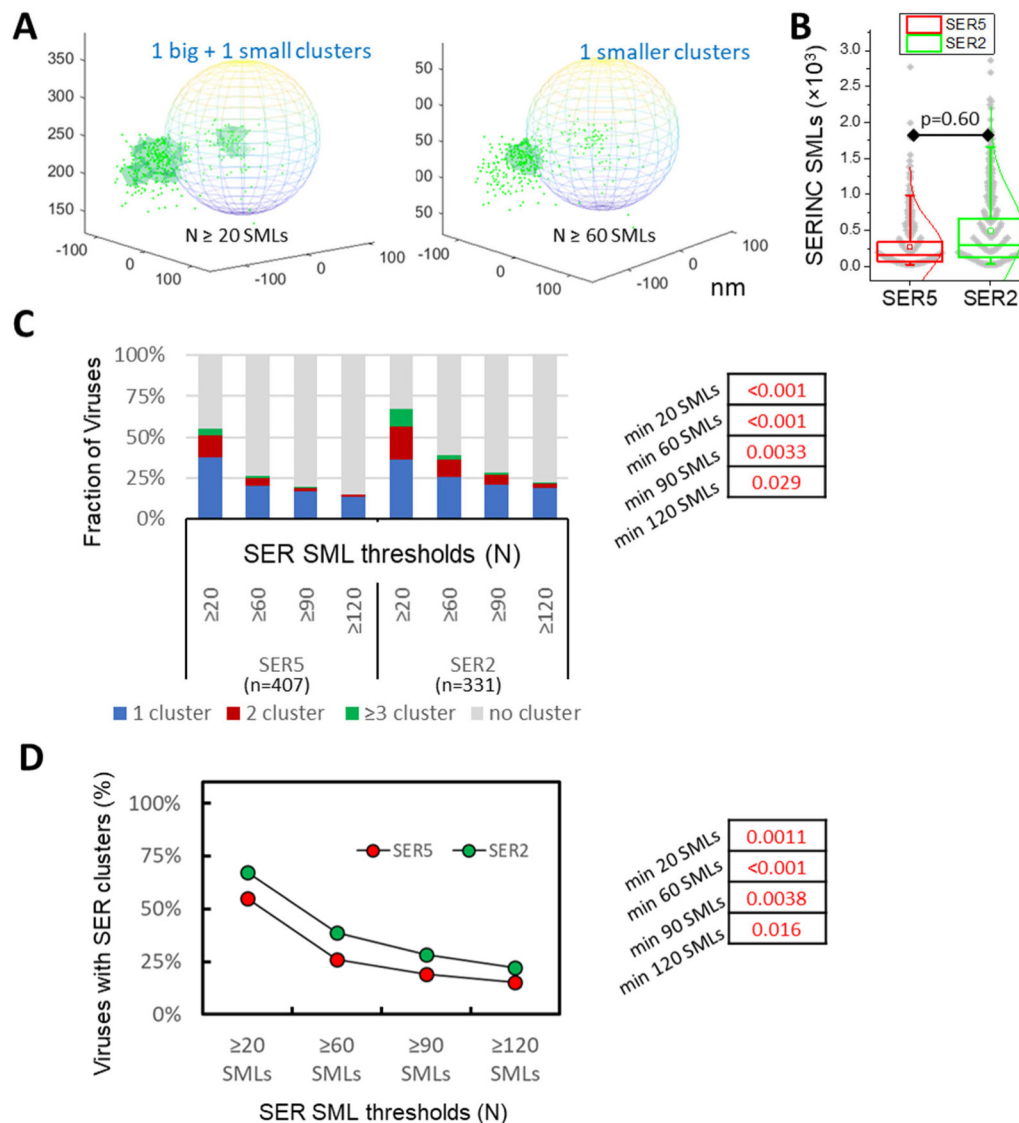 A
1 big + 1 small clusters
350
300
250
200
150
N ≥ 20 SMLs
-100
0
100
-100
0
100
1 smaller clusters
50
00
50
00
50
00
50
N ≥ 60 SMLs
-100
0
100
-100
0
100
nm
B
SER5
SER2
SERINC SMLs (×10³)
3.0
2.5
2.0
1.5
1.0
0.5
0.0
p=0.60
SER5
SER2
C
Fraction of Viruses
100%
75%
50%
25%
0%
SER SML thresholds (N)
≥20
≥60
≥90
≥120
≥20
≥60
≥90
≥120
SER5
(n=407)
SER2
(n=331)
1 cluster
2 cluster
≥3 cluster
no cluster
min 20 SMLs
<0.001
min 60 SMLs
<0.001
min 90 SMLs
0.0033
min 120 SMLs
0.029
D
Viruses with SER clusters (%)
100%
75%
50%
25%
0%
SER5
SER2
≥20
SMLs
≥60
SMLs
≥90
SMLs
≥120
SMLs
SER SML thresholds (N)
min 20 SMLs
0.0011
min 60 SMLs
<0.001
min 90 SMLs
0.0038
min 120 SMLs
0.016